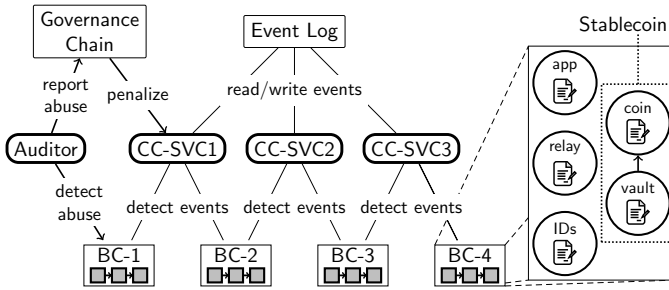 Governance
Chain
Event Log
Stablecoin
report
abuse
penalize
read/write events
app
coin
Auditor
CC-SVC1
CC-SVC2
CC-SVC3
relay
vault
detect
abuse
detect events
detect events
detect events
IDs
BC-1
BC-2
BC-3
BC-4